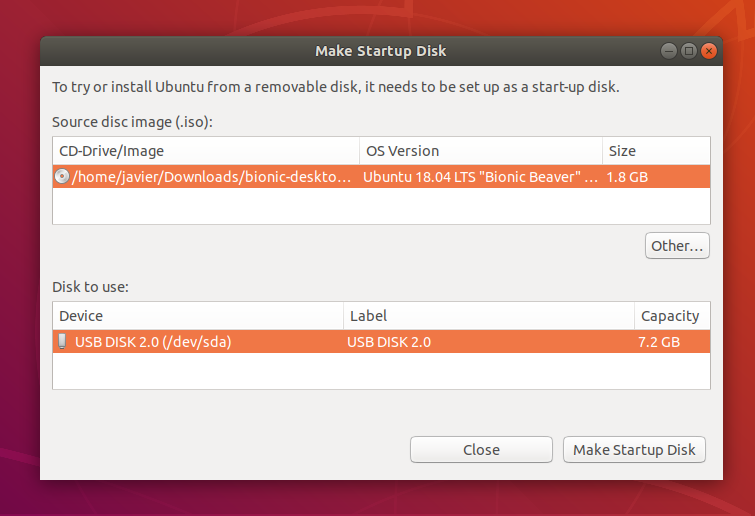 Make Startup Disk
To try or install Ubuntu from a removable disk, it needs to be set up as a start-up disk.
Source disc image (.iso):
CD-Drive/Image OS Version Size
/home/javier/Downloads/bionic-deskto... Ubuntu 18.04 LTS "Bionic Beaver" ... 1.8 GB
Other...
Disk to use:
Device Label Capacity
USB DISK 2.0 (/dev/sda) USB DISK 2.0 7.2 GB
Close Make Startup Disk